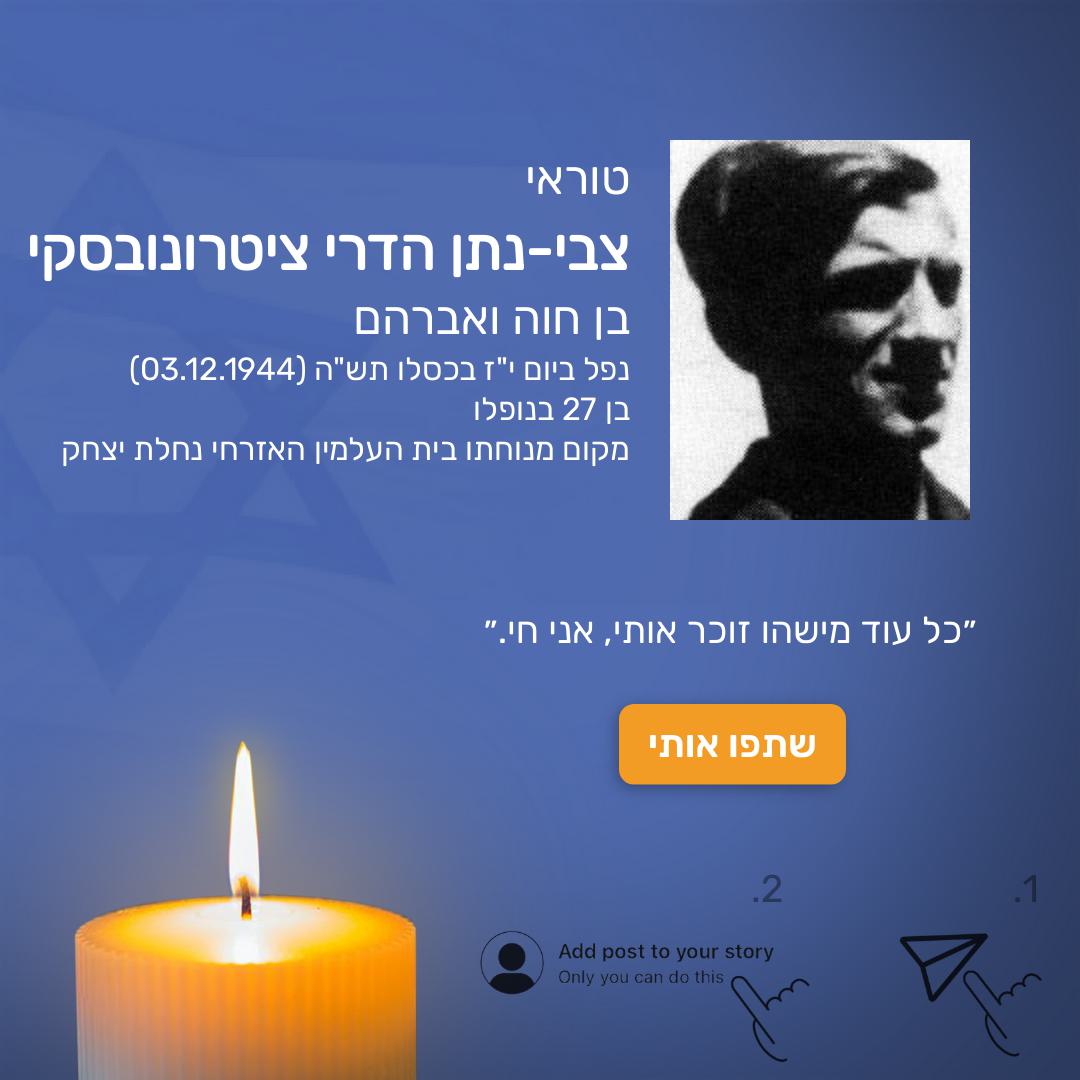 טוראי
צבי-נתן הדרי ציטרונובסקי
בן חוה ואברהם
נפל ביום י"ז בכסלו תש"ה (03.12.1944)
בן 27 בנופלו
מקום מנוחתו בית העלמין האזרחי נחלת יצחק
״כל עוד מישהו זוכר אותי, אני חי.״
שתפו אותי
1.
2.
Add post to your story
Only you can do this